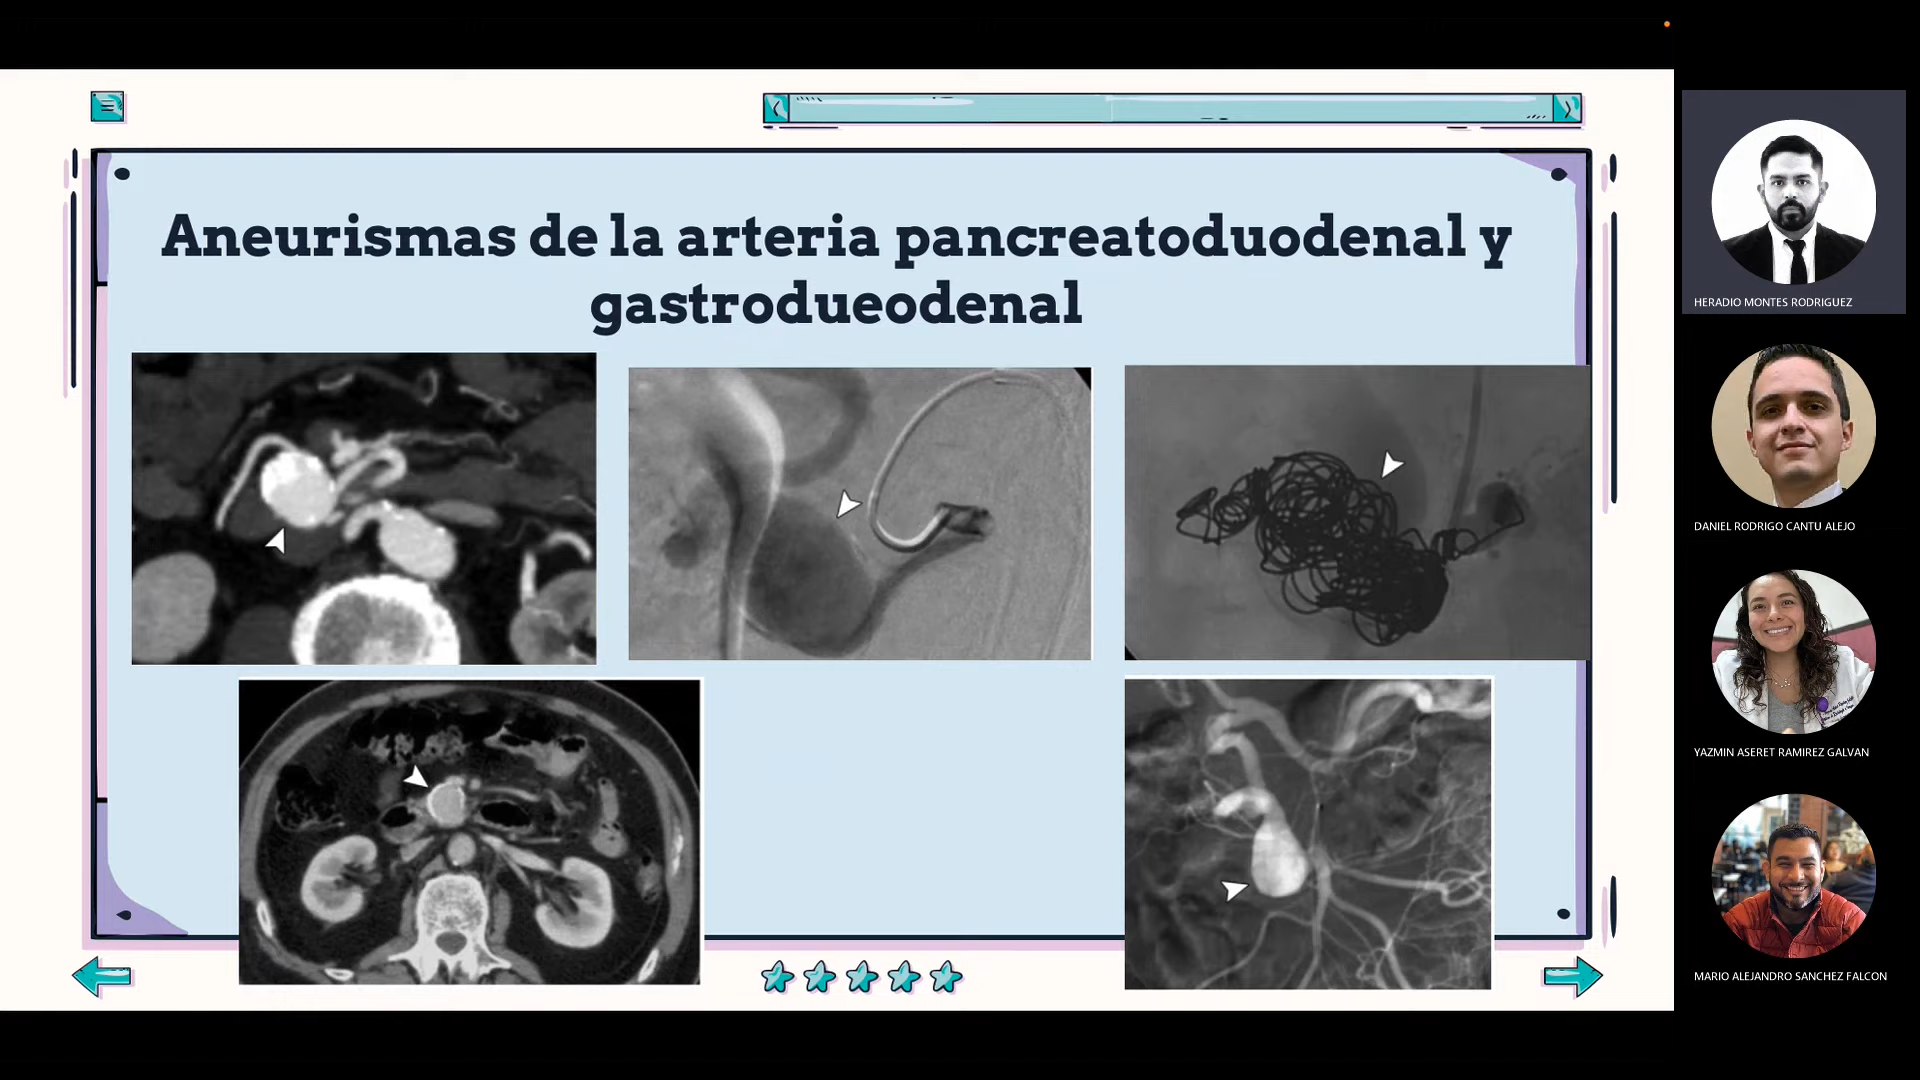 Aneurismas de la arteria pancreatoduodenal y
gastrodueodenal
HERADIO MONTES RODRIGUEZ
DANIEL RODRIGO CANTU ALEJO
YAZMIN ASERET RAMIREZ GALVAN
MARIO ALEJANDRO SANCHEZ FALCON